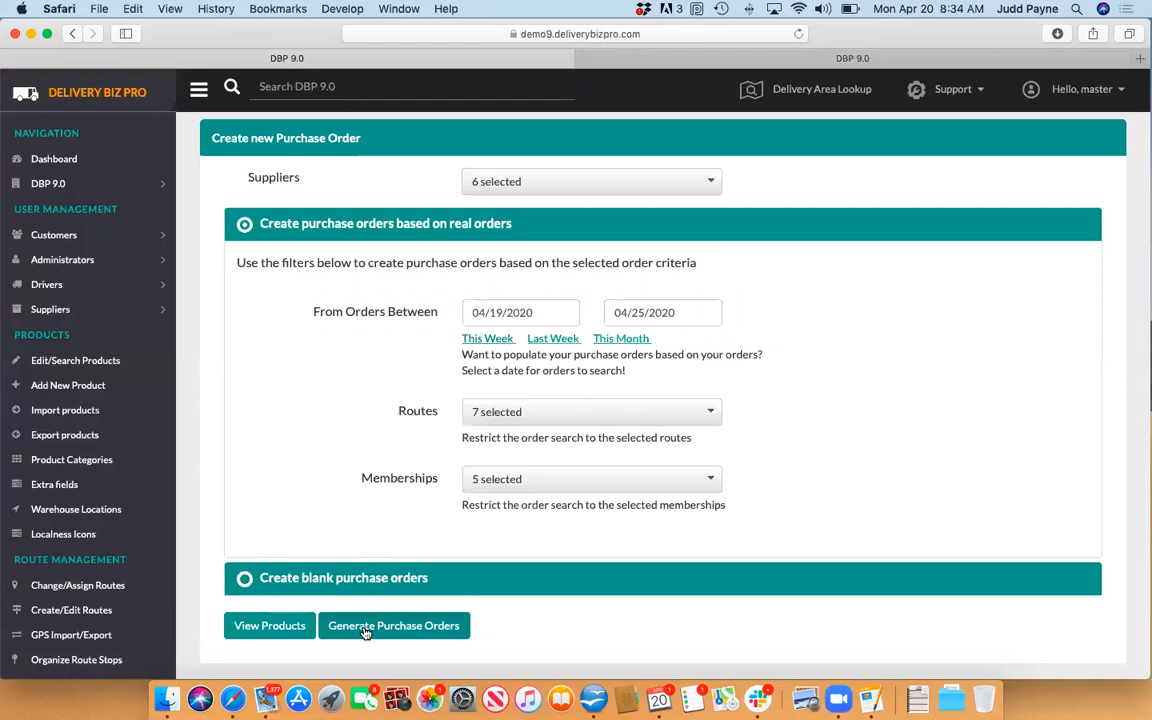 Safari File Edit View History Bookmarks Develop Window Help 3 Mon Apr 20 8:34 AM Judd Payne
demo9.deliverybizpro.com
DBP 9.0 DBP 9.0
DELIVERY BIZ PRO Search DBP 9.0 Delivery Area Lookup Support Hello, master
NAVIGATION
Dashboard
DBP 9.0
USER MANAGEMENT
Customers
Administrators
Drivers
Suppliers
PRODUCTS
Edit/Search Products
Add New Product
Import products
Export products
Product Categories
Extra fields
Warehouse Locations
Localness Icons
ROUTE MANAGEMENT
Change/Assign Routes
Create/Edit Routes
GPS Import/Export
Organize Route Stops
Create new Purchase Order
Suppliers 6 selected
Create purchase orders based on real orders
Use the filters below to create purchase orders based on the selected order criteria
From Orders Between 04/19/2020 04/25/2020
This Week Last Week This Month
Want to populate your purchase orders based on your orders?
Select a date for orders to search!
Routes 7 selected
Restrict the order search to the selected routes
Memberships 5 selected
Restrict the order search to the selected memberships
Create blank purchase orders
View Products Generate Purchase Orders